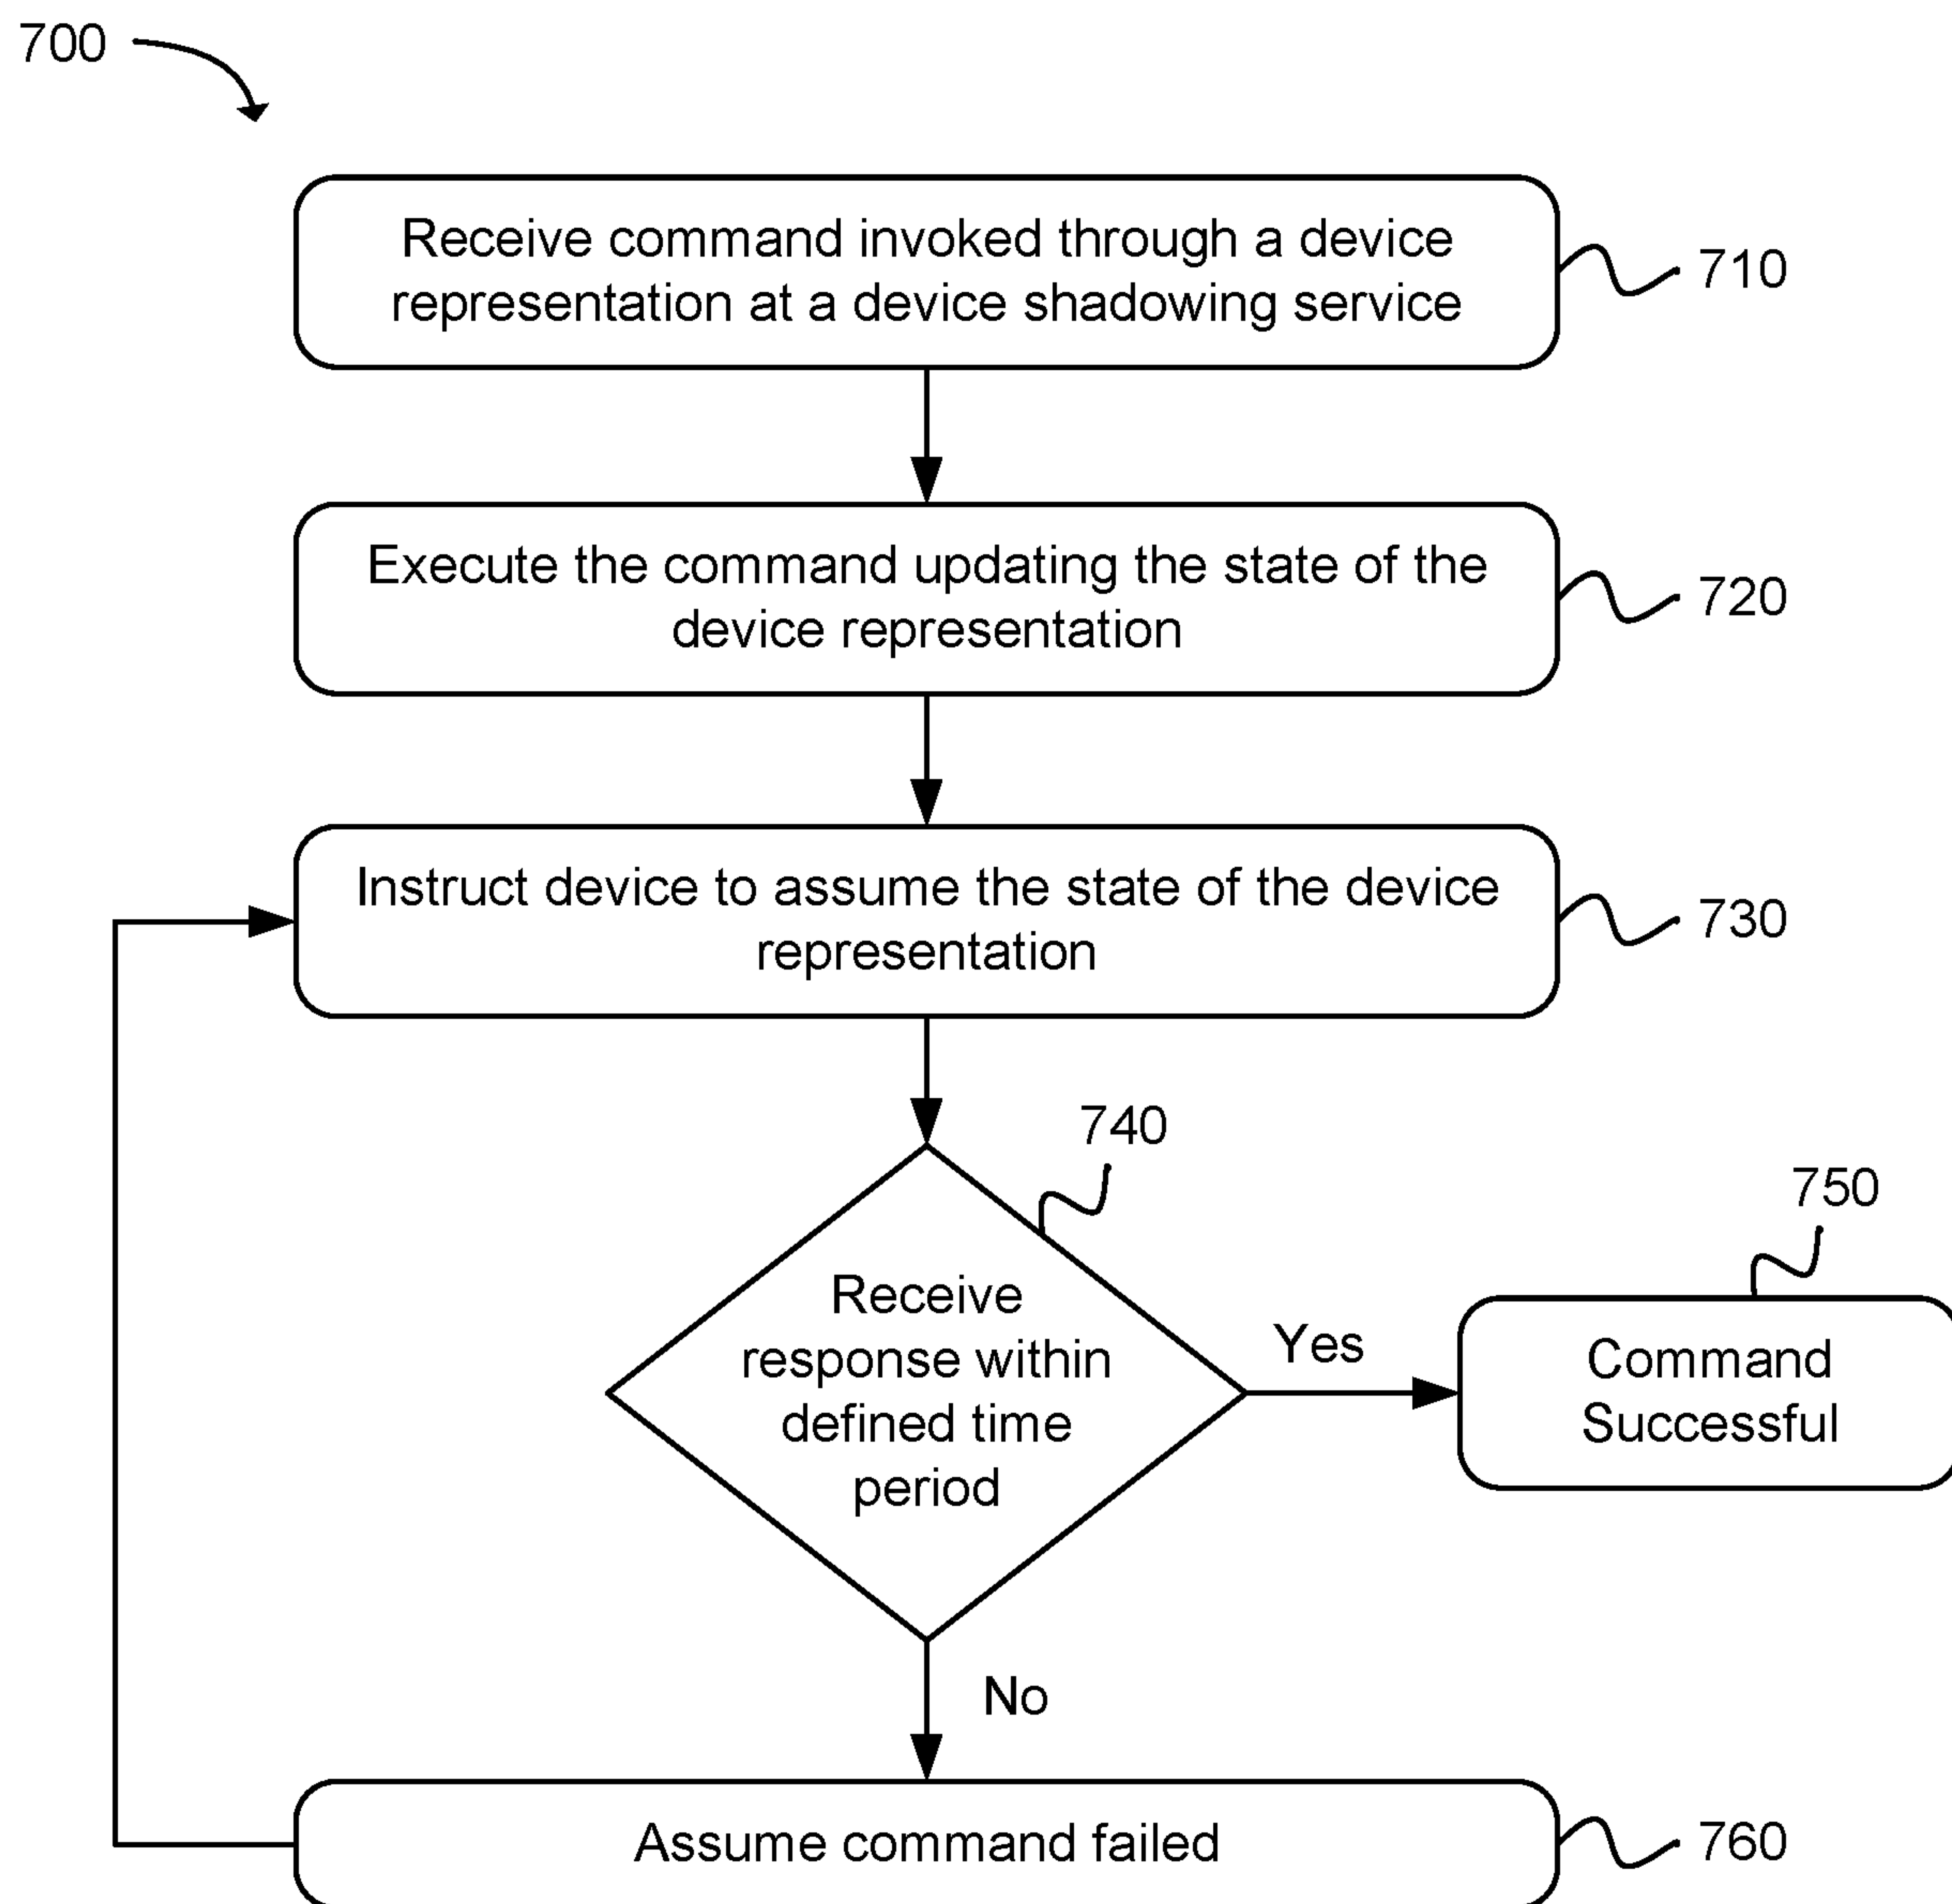 700
Receive command invoked through a device
representation at a device shadowing service
710
Execute the command updating the state of the
device representation
720
Instruct device to assume the state of the device
representation
730
740
Receive
response within
defined time
period
Yes
750
Command
Successful
No
Assume command failed
760